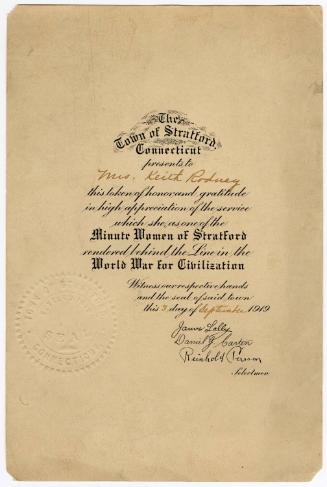 The
Town of Stratford
Connecticut
presents to
Mrs. Keith Rodney
this token of honor and gratitude
in high appreciation of the service
which she, as one of the
Minute Women of Stratford
rendered behind the Line in the
World War for Civilization
Witness our respective hands
and the seal of said town
this 3 day of September 1919
James Lally
Daniel G. Carten
Reinhold Person
Selectmen
SEAL
CONNECTICUT